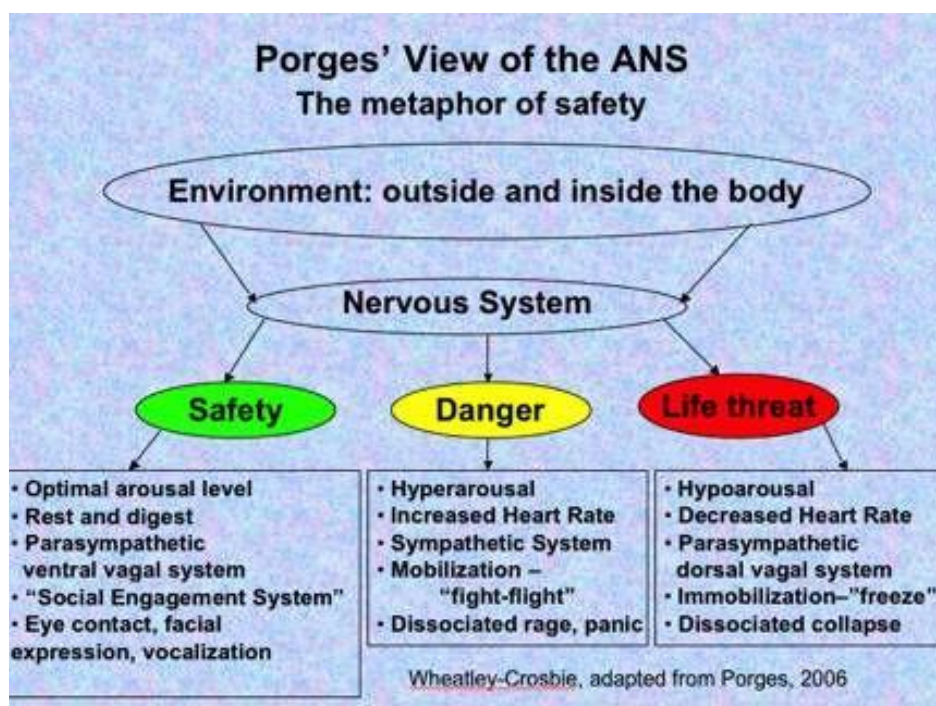 Porges’ View of the ANS
The metaphor of safety
Environment: outside and inside the body
Nervous System
Safety
Danger
Life threat
• Optimal arousal level
• Rest and digest
• Parasympathetic
ventral vagal system
• “Social Engagement System”
• Eye contact, facial
expression, vocalization
• Hyperarousal
• Increased Heart Rate
• Sympathetic System
• Mobilization –
“fight-flight”
• Dissociated rage, panic
• Hypoarousal
• Decreased Heart Rate
• Parasympathetic
dorsal vagal system
• Immobilization–”freeze”
• Dissociated collapse
Wheatley-Crosbie, adapted from Porges, 2006